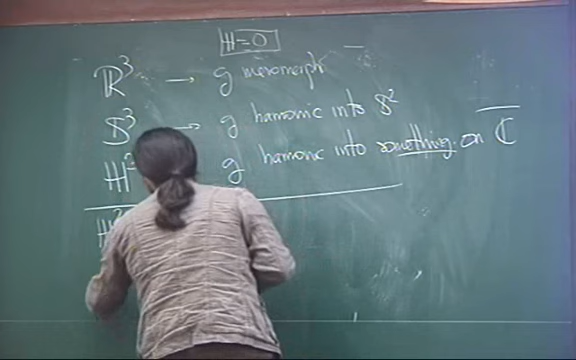 H=0
ℝ³ → g meromorph
𝕊³ → g harmonic into 𝕊²
ℍ³ g harmonic into something on ℂ